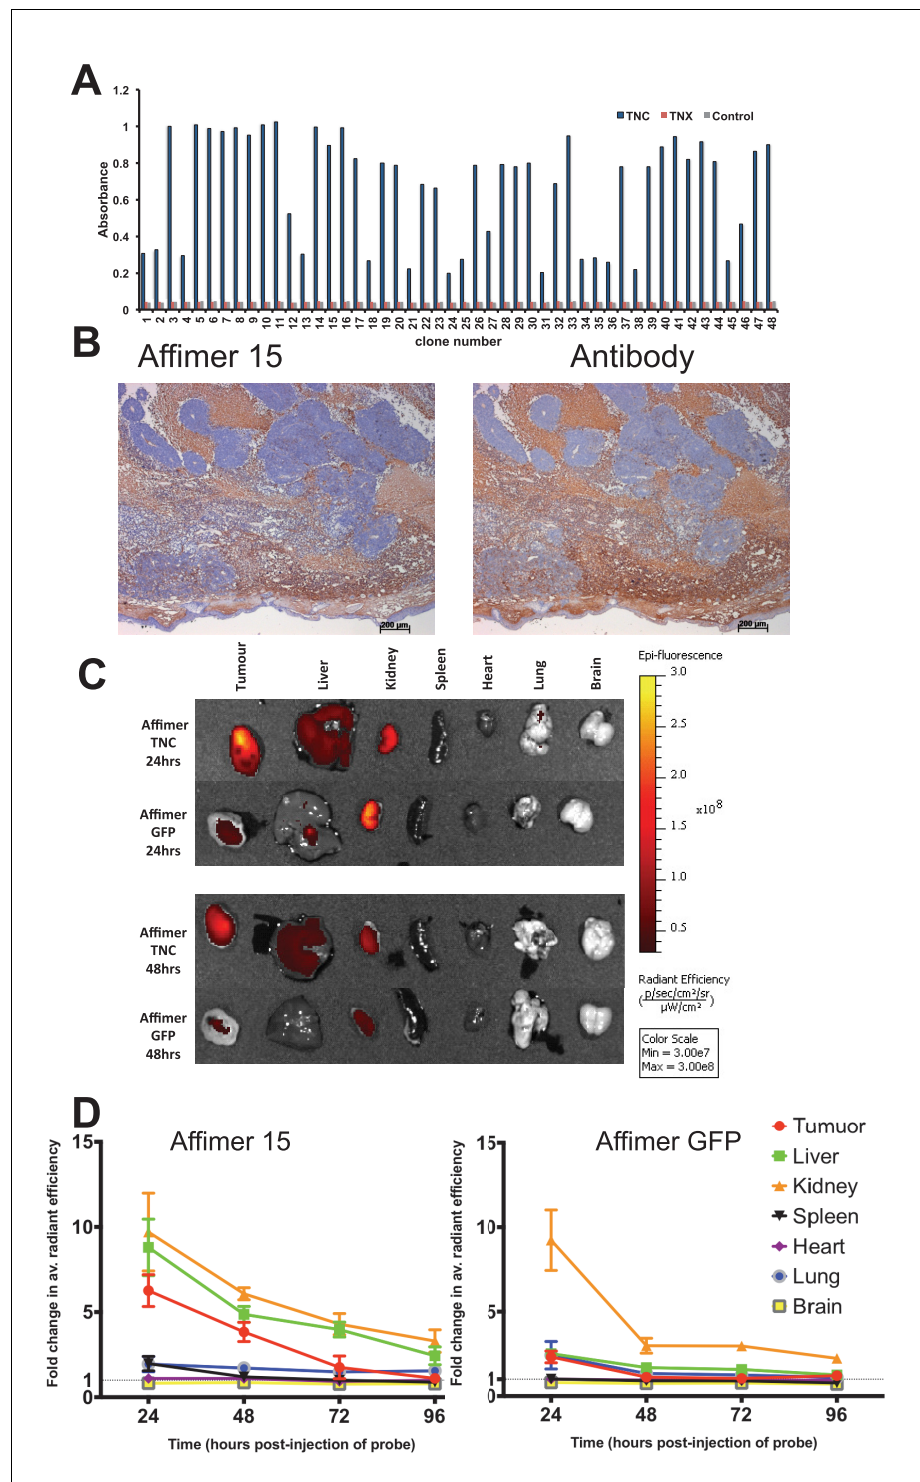 A
1.2
1
0.8
0.6
0.4
0.2
0
Absorbance
TNC TNX Control
1 2 3 4 5 6 7 8 9 10 11 12 13 14 15 16 17 18 19 20 21 22 23 24 25 26 27 28 29 30 31 32 33 34 35 36 37 38 39 40 41 42 43 44 45 46 47 48
clone number
B
Affimer 15
Antibody
200 µm
200 µm
C
Tumour Liver Kidney Spleen Heart Lung Brain
Affimer
TNC
24hrs
Affimer
GFP
24hrs
Affimer
TNC
48hrs
Affimer
GFP
48hrs
Epi-fluorescence
3.0
2.5
2.0
x10⁸
1.5
1.0
0.5
Radiant Efficiency
(p/sec/cm²/sr
µW/cm²)
Color Scale
Min = 3.00e7
Max = 3.00e8
D
Affimer 15
Fold change in av. radiant efficiency
15
10
5
1
0
24 48 72 96
Time (hours post-injection of probe)
Affimer GFP
Fold change in av. radiant efficiency
15
10
5
1
0
24 48 72 96
Time (hours post-injection of probe)
Tumuor
Liver
Kidney
Spleen
Heart
Lung
Brain